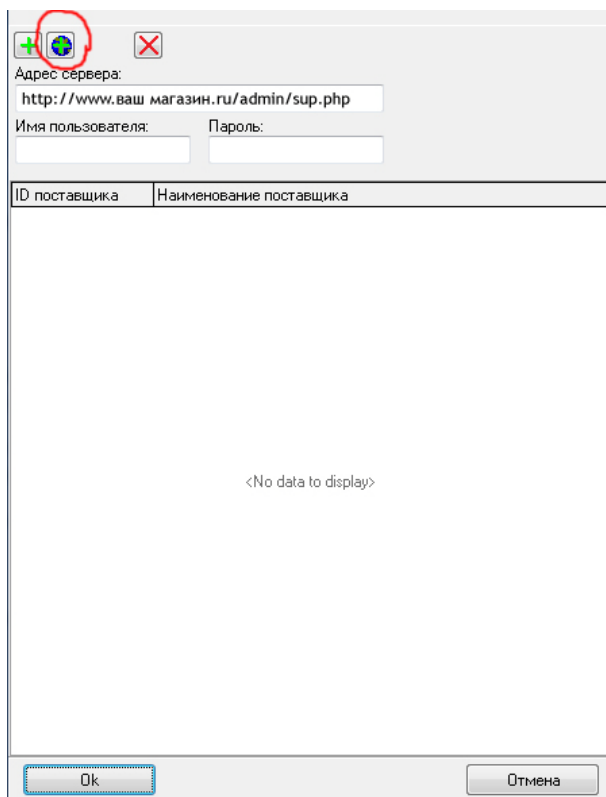 Адрес сервера:
http://www.ваш магазин.ru/admin/sup.php
Имя пользователя: Пароль:
ID поставщика Наименование поставщика
<No data to display>
Ok Отмена